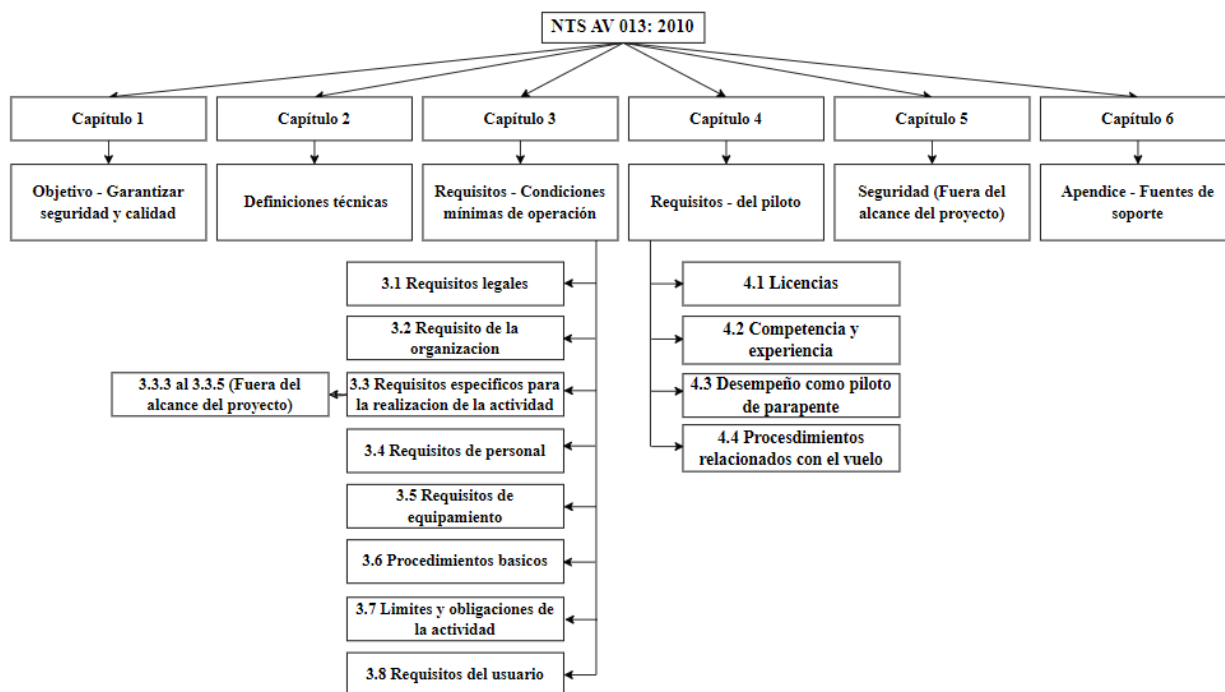 NTS AV 013: 2010
Capítulo 1
Capítulo 2
Capítulo 3
Capítulo 4
Capítulo 5
Capítulo 6
Objetivo - Garantizar
seguridad y calidad
Definiciones técnicas
Requisitos - Condiciones
mínimas de operación
Requisitos - del piloto
Seguridad (Fuera del
alcance del proyecto)
Apendice - Fuentes de
soporte
3.1 Requisitos legales
3.2 Requisito de la
organizacion
3.3 Requisitos especificos para
la realizacion de la actividad
3.3.3 al 3.3.5 (Fuera del
alcance del proyecto)
3.4 Requisitos de personal
3.5 Requisitos de
equipamiento
3.6 Procedimientos basicos
3.7 Limites y obligaciones de
la actividad
3.8 Requisitos del usuario
4.1 Licencias
4.2 Competencia y
experiencia
4.3 Desempeño como piloto
de parapente
4.4 Procesdimientos
relacionados con el vuelo